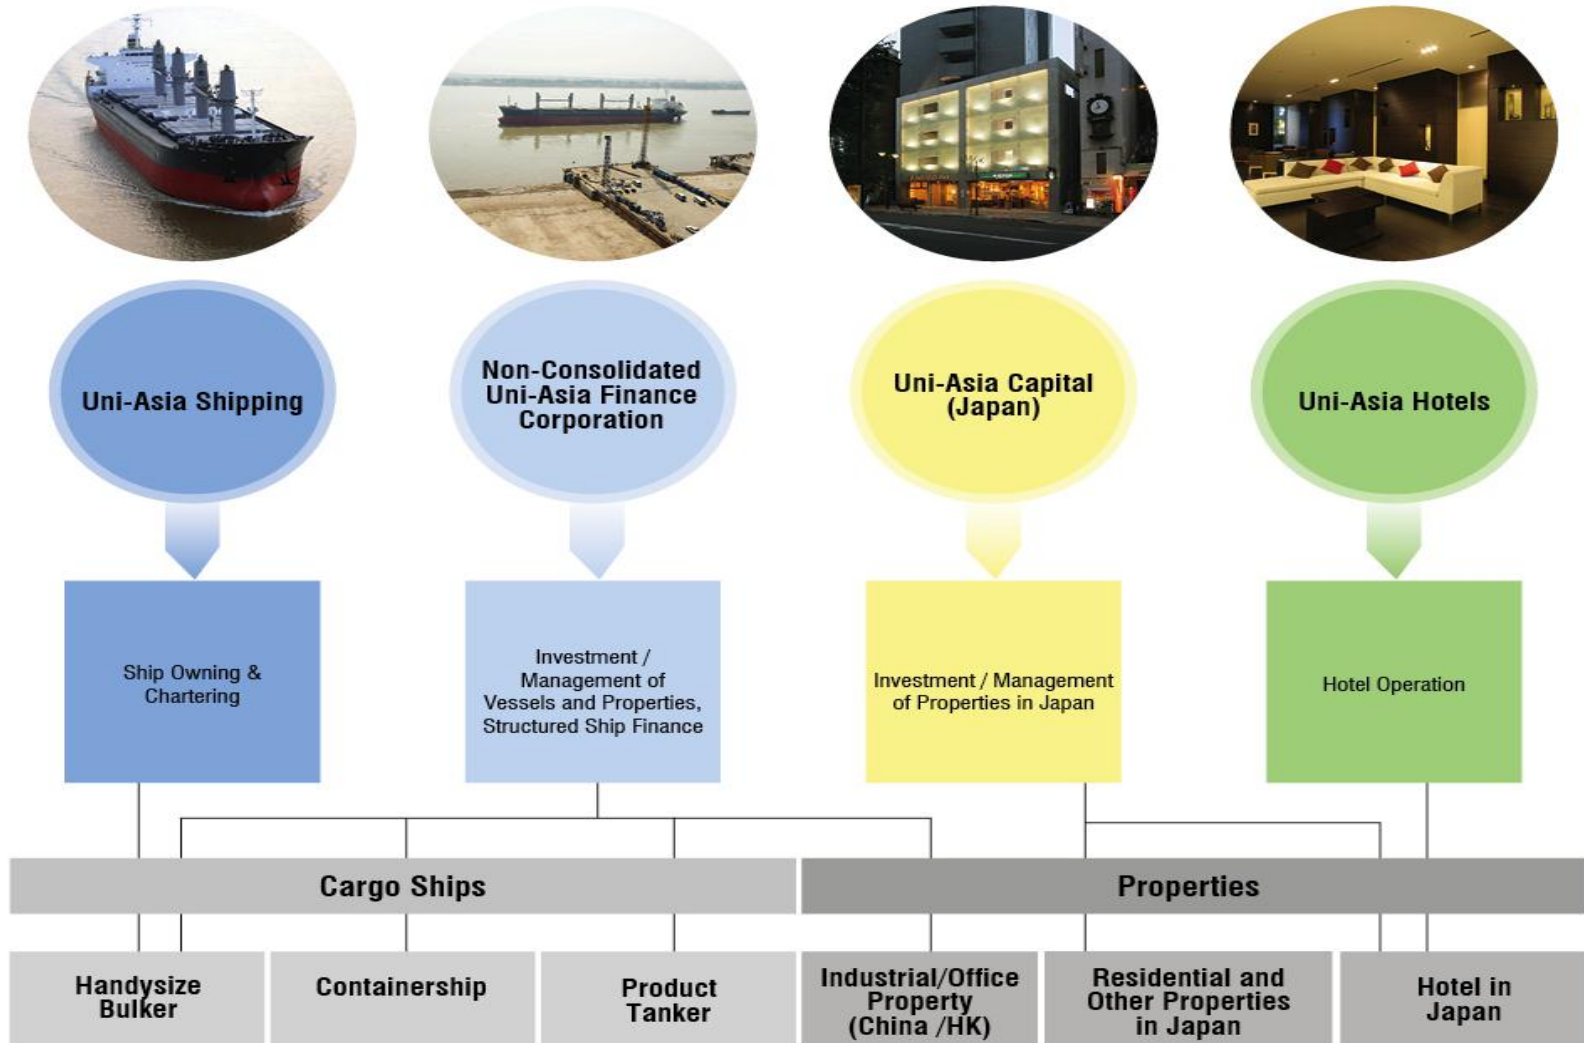 Uni-Asia Shipping
Non-Consolidated
Uni-Asia Finance
Corporation
Uni-Asia Capital
(Japan)
Uni-Asia Hotels
Ship Owning &
Chartering
Investment /
Management of
Vessels and Properties,
Structured Ship Finance
Investment / Management
of Properties in Japan
Hotel Operation
Cargo Ships
Properties
Handysize
Bulker
Containership
Product
Tanker
Industrial/Office
Property
(China /HK)
Residential and
Other Properties
in Japan
Hotel in
Japan